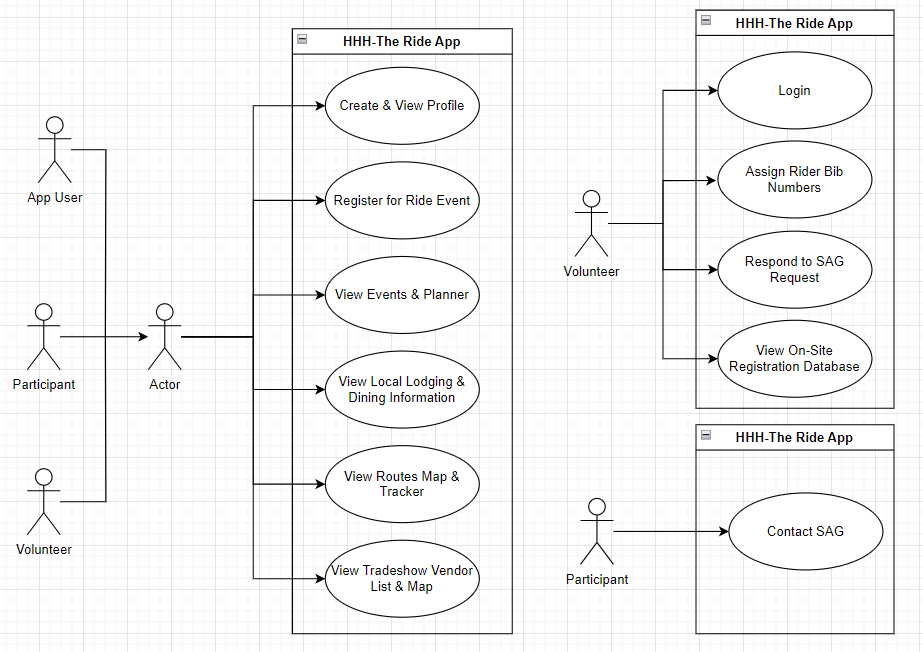 HHH-The Ride App
Create & View Profile
Register for Ride Event
View Events & Planner
View Local Lodging &
Dining Information
View Routes Map &
Tracker
View Tradeshow Vendor
List & Map
App User
Participant
Actor
Volunteer
HHH-The Ride App
Login
Assign Rider Bib
Numbers
Respond to SAG
Request
View On-Site
Registration Database
Volunteer
HHH-The Ride App
Contact SAG
Participant